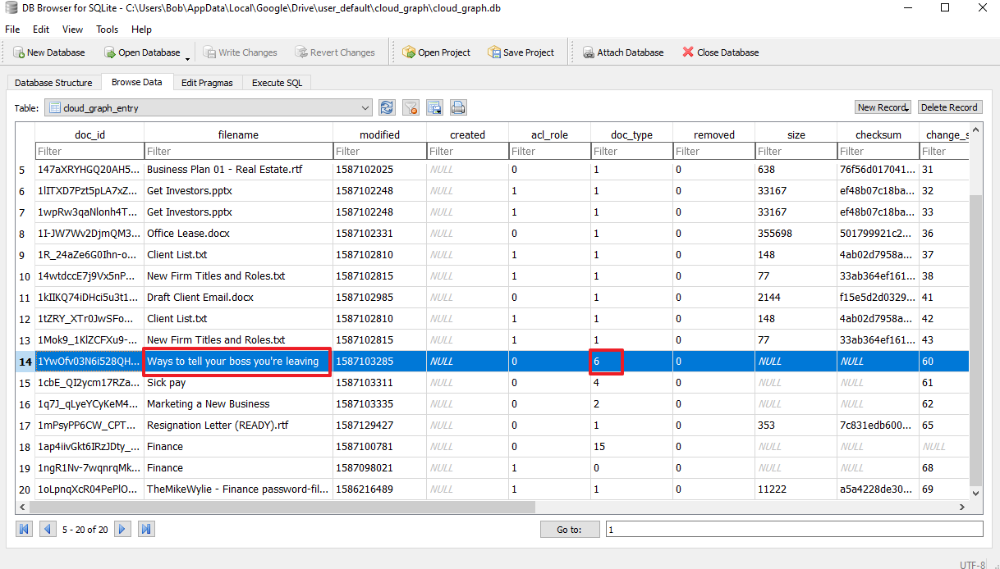 DB Browser for SQLite - C:\Users\Bob\AppData\Local\Google\Drive\user_default\cloud_graph\cloud_graph.db
File Edit View Tools Help
New Database Open Database Write Changes Revert Changes Open Project Save Project Attach Database Close Database
Database Structure Browse Data Edit Pragmas Execute SQL
Table: cloud_graph_entry New Record Delete Record
doc_id filename modified created acl_role doc_type removed size checksum change_s
Filter Filter Filter Filter Filter Filter Filter Filter Filter Filter
5 147aXRYHGQ20AH5... Business Plan 01 - Real Estate.rtf 1587102025 NULL 0 1 0 638 76f56d017041... 31
6 1lITXD7Pzt5pLA7xZ... Get Investors.pptx 1587102248 NULL 1 1 0 33167 ef48b07c18ba... 32
7 1wpRw3qaNlonh4T... Get Investors.pptx 1587102248 NULL 1 1 0 33167 ef48b07c18ba... 33
8 1I-JW7Wv2DjmQM3... Office Lease.docx 1587102331 NULL 0 1 0 355698 501799921c2... 36
9 1R_24aZe6G0Ihn-o... Client List.txt 1587102810 NULL 1 1 0 148 4ab02d7958a... 37
10 14wtdccE7j9Vx5nP... New Firm Titles and Roles.txt 1587102815 NULL 1 1 0 77 33ab364ef161... 38
11 1kIIKQ74iDHci5u3t1... Draft Client Email.docx 1587102985 NULL 0 1 0 2144 f15e5d2d0329... 41
12 1tZRY_XTr0JwSFo... Client List.txt 1587102810 NULL 1 1 0 148 4ab02d7958a... 42
13 1Mok9_1KlZCFXu9-... New Firm Titles and Roles.txt 1587102815 NULL 1 1 0 77 33ab364ef161... 43
14 1YwOfv03N6i528QH... Ways to tell your boss you're leaving 1587103285 NULL 0 6 0 NULL NULL 60
15 1cbE_QI2ycm17RZa... Sick pay 1587103311 NULL 0 4 0 NULL NULL 61
16 1q7J_qLyeYCyKeM4... Marketing a New Business 1587103335 NULL 0 2 0 NULL NULL 62
17 1mPsyPP6CW_CPT... Resignation Letter (READY).rtf 1587129427 NULL 0 1 0 353 7c831edb600... 65
18 1ap4iivGkt6IRzJDty_... Finance 1587100781 NULL 0 15 0 NULL NULL NULL
19 1ngR1Nv-7wqnrqMk... Finance 1587098021 NULL 1 0 0 NULL NULL 68
20 1oLpnqXcR04PePlO... TheMikeWylie - Finance password-fil... 1586216489 NULL 1 1 0 11222 a5a4228de30... 69
5 - 20 of 20 Go to: 1
UTF-8